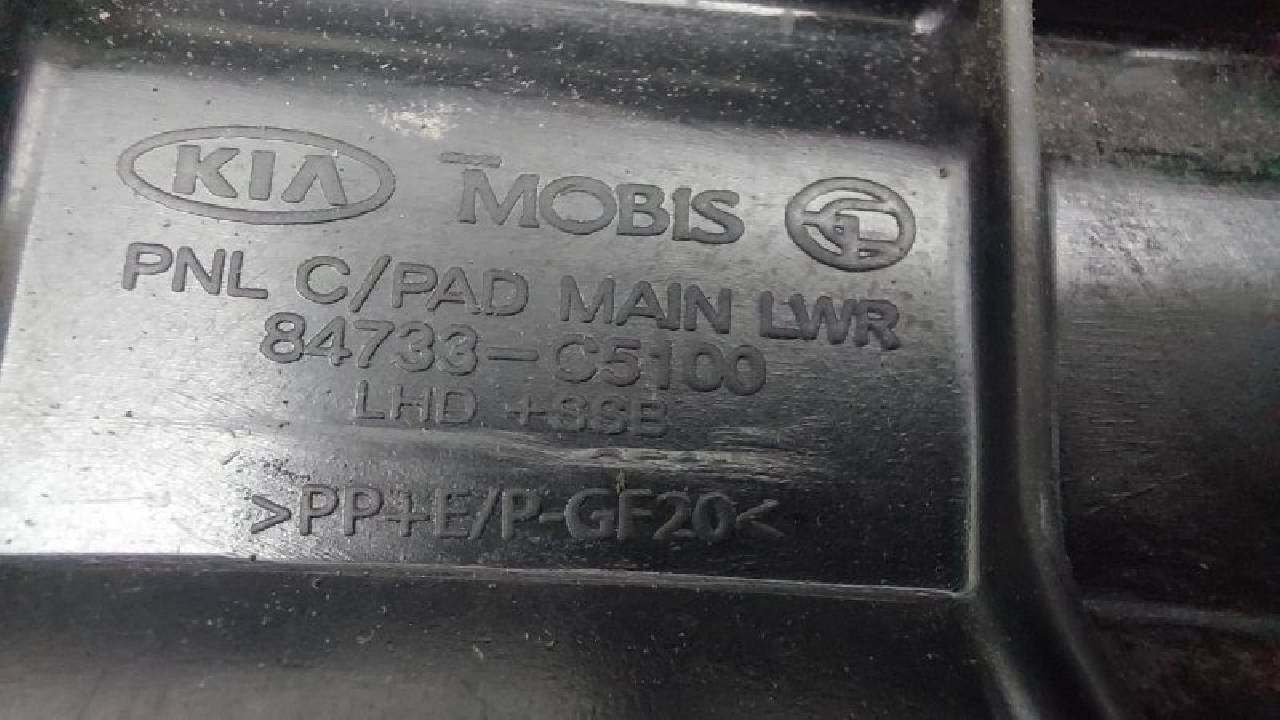 KIA MOBIS
PNL C/PAD MAIN LWR
84733-C5100
LHD +SSB
>PP+E/P-GF20<